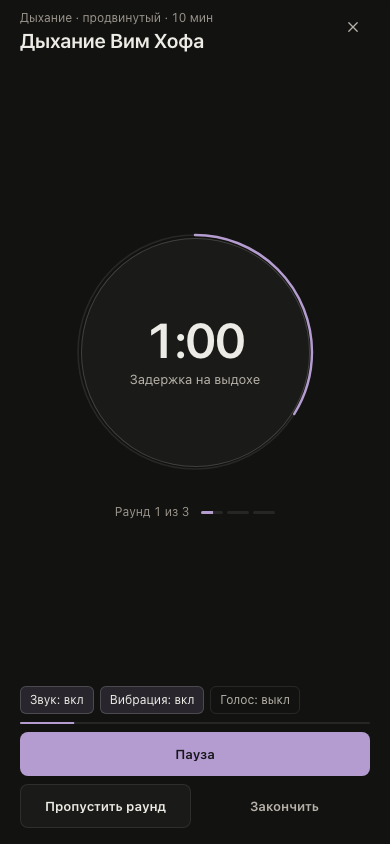 Дыхание · продвинутый · 10 мин
Дыхание Вим Хофа
1:00
Задержка на выдохе
Раунд 1 из 3
Звук: вкл Вибрация: вкл Голос: выкл
Пауза
Пропустить раунд Закончить